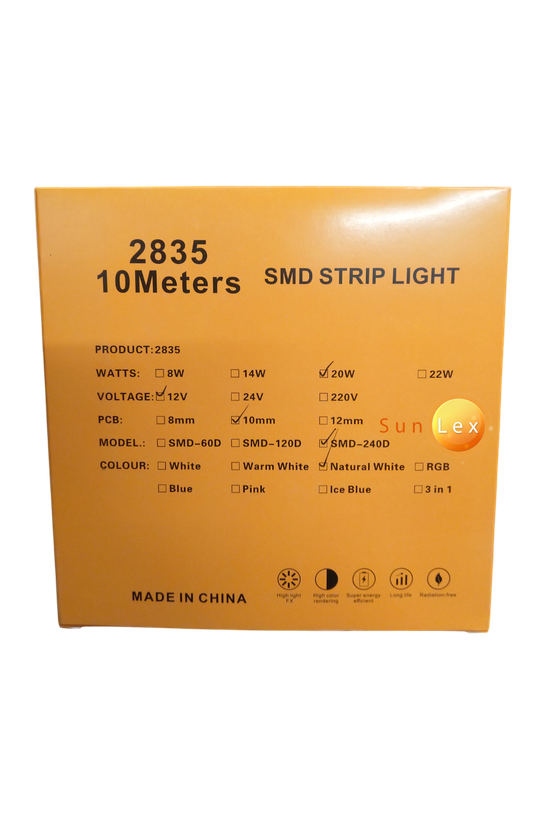 2835
10Meters
SMD STRIP LIGHT
PRODUCT:2835
WATTS: 8W 14W 20W 22W
VOLTAGE: 12V 24V 220V
PCB: 8mm 10mm 12mm
Sun Lex
MODEL.: SMD-60D SMD-120D SMD-240D
COLOUR: White Warm White Natural White RGB
Blue Pink Ice Blue 3 in 1
MADE IN CHINA
High light F.X
High color rendering
Super energy efficient
Long life
Radiation-free